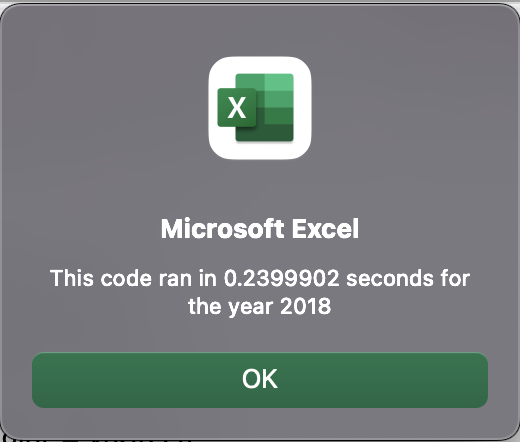 X
Microsoft Excel
This code ran in 0.2399902 seconds for
the year 2018
OK